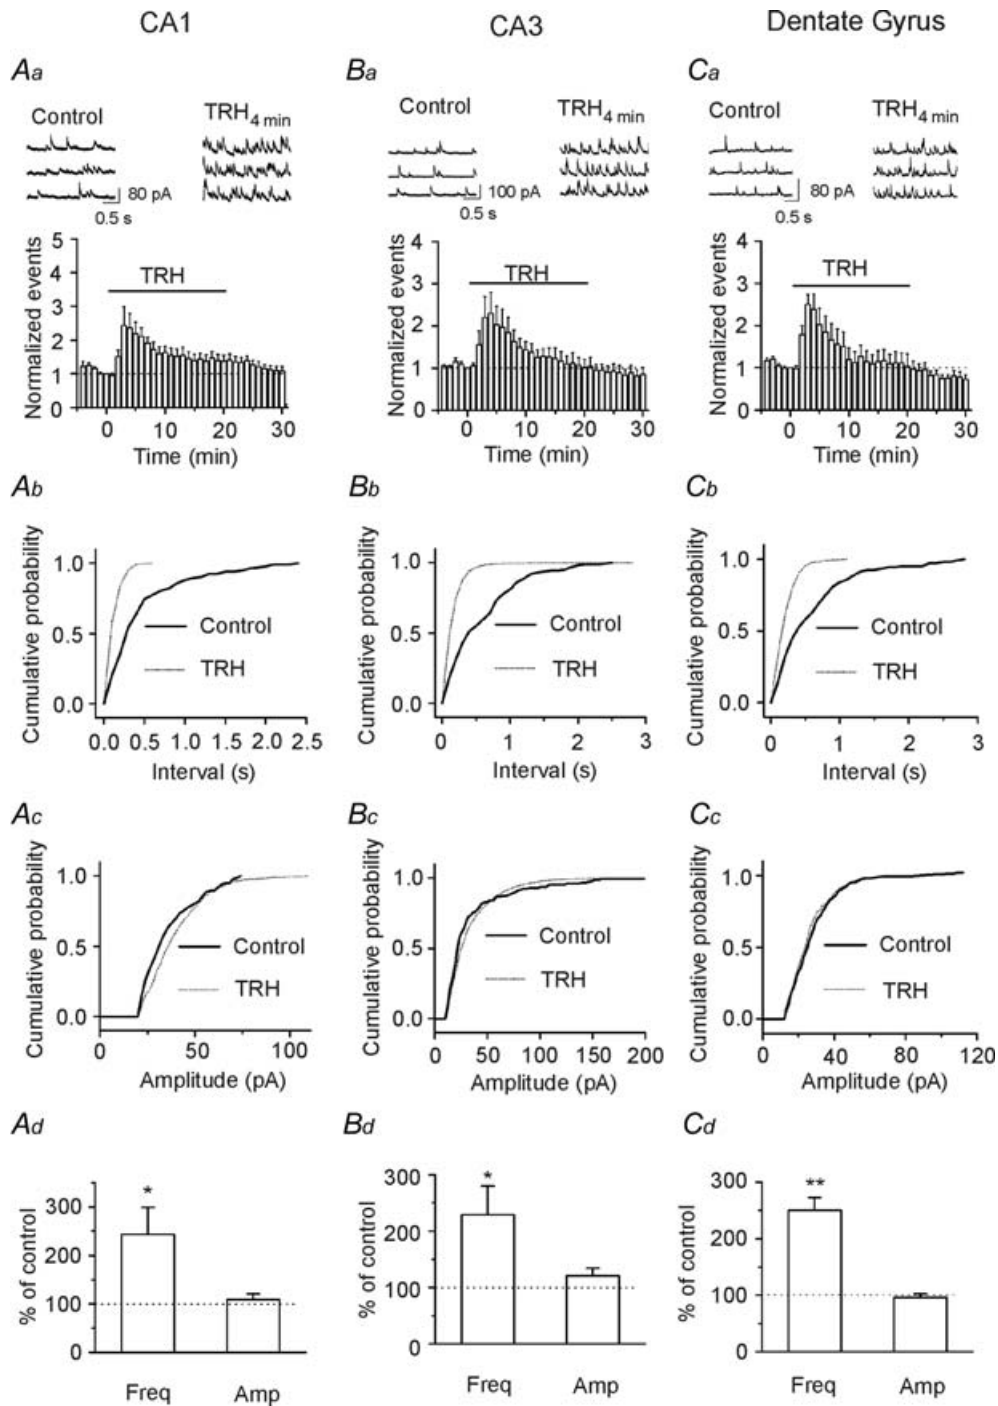 CA1
CA3
Dentate Gyrus
Aa
Ba
Ca
Control
TRH4 min
80 pA
0.5 s
Control
TRH4 min
100 pA
0.5 s
Control
TRH4 min
80 pA
0.5 s
Normalized events
5
4
3
2
1
0
TRH
0 10 20 30
Time (min)
Normalized events
4
3
2
1
0
TRH
0 10 20 30
Time (min)
Normalized events
4
3
2
1
0
TRH
0 10 20 30
Time (min)
Ab
Bb
Cb
Cumulative probability
1.0
0.5
0.0
Control
TRH
0.0 0.5 1.0 1.5 2.0 2.5
Interval (s)
Cumulative probability
1.0
0.5
0.0
Control
TRH
0 1 2 3
Interval (s)
Cumulative probability
1.0
0.5
0.0
Control
TRH
0 1 2 3
Interval (s)
Ac
Bc
Cc
Cumulative probability
1.0
0.5
0.0
Control
TRH
0 50 100
Amplitude (pA)
Cumulative probability
1.0
0.5
0.0
Control
TRH
0 50 100 150 200
Amplitude (pA)
Cumulative probability
1.0
0.5
0.0
Control
TRH
0 40 80 120
Amplitude (pA)
Ad
Bd
Cd
% of control
300
200
100
0
*
Freq Amp
% of control
300
200
100
0
*
Freq Amp
% of control
300
200
100
0
**
Freq Amp